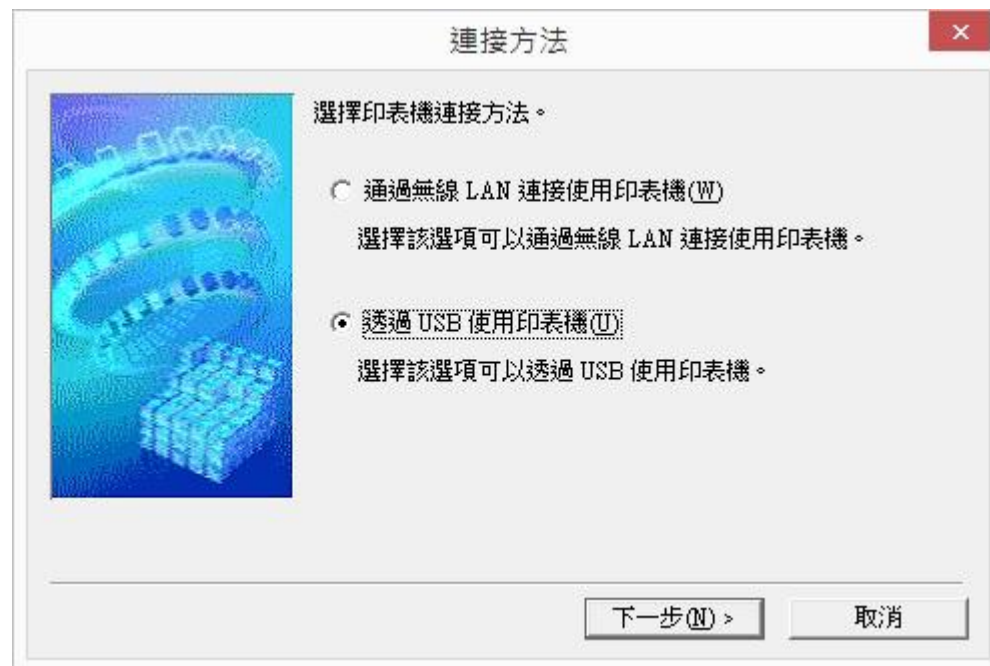 連接方法
選擇印表機連接方法。
通過無線 LAN 連接使用印表機(W)
選擇該選項可以通過無線 LAN 連接使用印表機。
透過 USB 使用印表機(U)
選擇該選項可以透過 USB 使用印表機。
下一步(N) >
取消